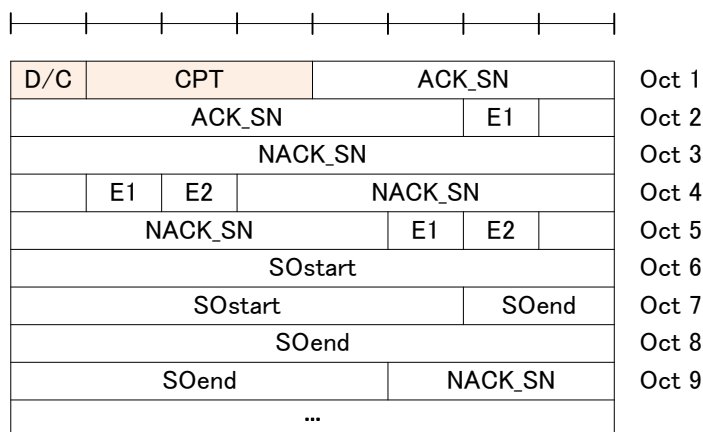 D/C CPT ACK_SN Oct 1
ACK_SN E1 Oct 2
NACK_SN Oct 3
E1 E2 NACK_SN Oct 4
NACK_SN E1 E2 Oct 5
SOstart Oct 6
SOstart SOend Oct 7
SOend Oct 8
SOend NACK_SN Oct 9
...